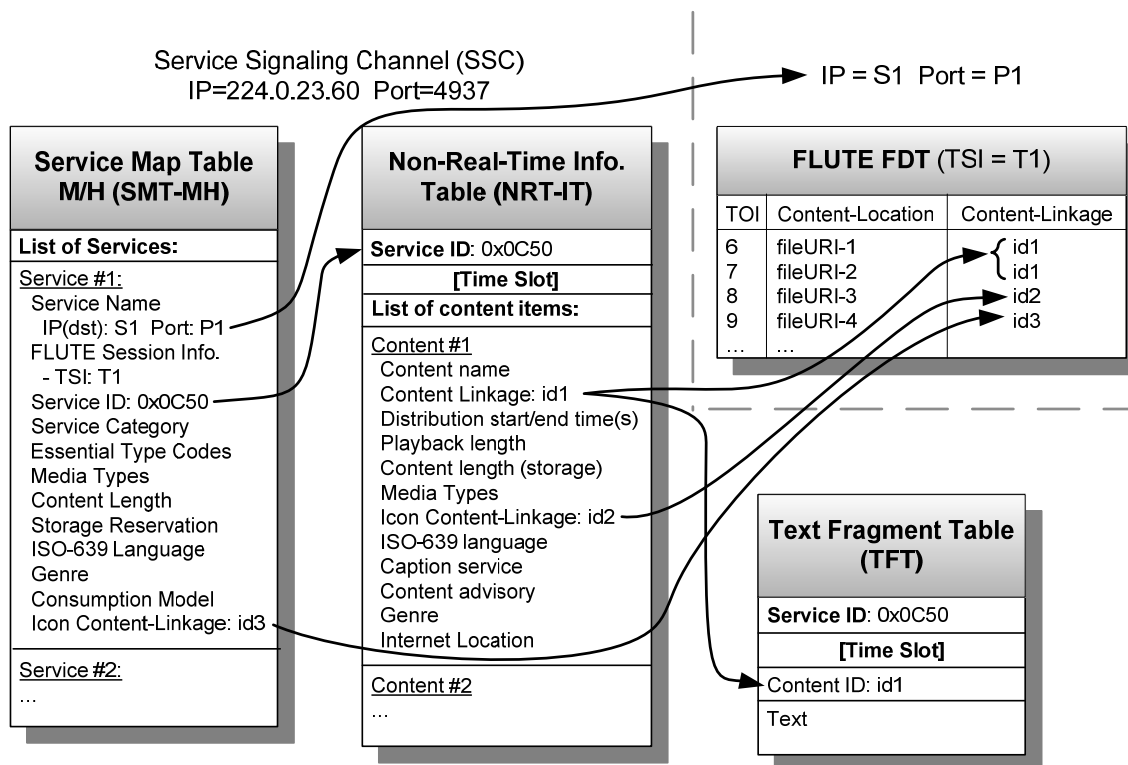 Service Signaling Channel (SSC)
IP=224.0.23.60 Port=4937
IP = S1 Port = P1
Service Map Table
M/H (SMT-MH)
List of Services:
Service #1:
Service Name
IP(dst): S1 Port: P1
FLUTE Session Info.
- TSI: T1
Service ID: 0x0C50
Service Category
Essential Type Codes
Media Types
Content Length
Storage Reservation
ISO-639 Language
Genre
Consumption Model
Icon Content-Linkage: id3
Service #2:
...
Non-Real-Time Info.
Table (NRT-IT)
Service ID: 0x0C50
[Time Slot]
List of content items:
Content #1
Content name
Content Linkage: id1
Distribution start/end time(s)
Playback length
Content length (storage)
Media Types
Icon Content-Linkage: id2
ISO-639 language
Caption service
Content advisory
Genre
Internet Location
Content #2
...
FLUTE FDT (TSI = T1)
TOI Content-Location Content-Linkage
6 fileURI-1 id1
7 fileURI-2 id1
8 fileURI-3 id2
9 fileURI-4 id3
... ...
Text Fragment Table
(TFT)
Service ID: 0x0C50
[Time Slot]
Content ID: id1
Text